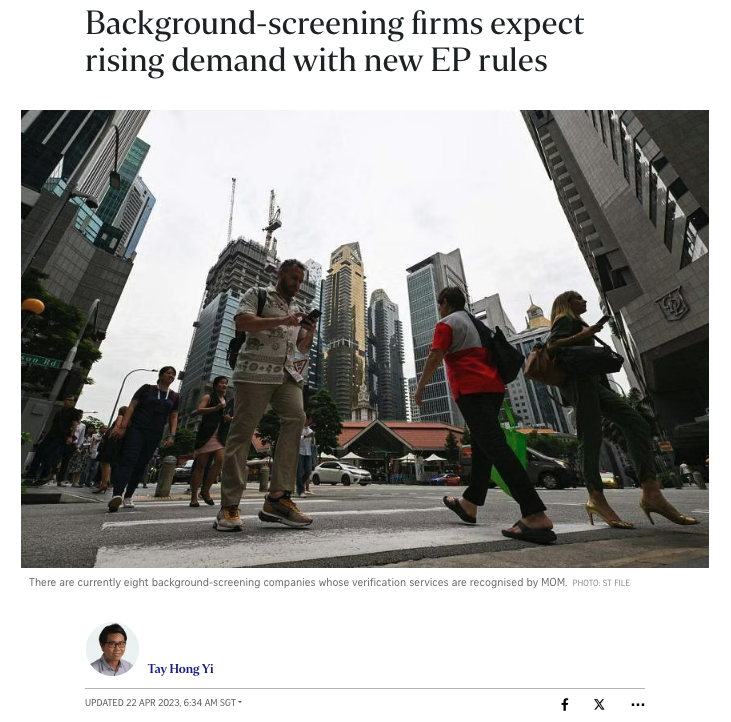 Background-screening firms expect
rising demand with new EP rules
There are currently eight background-screening companies whose verification services are recognised by MOM. PHOTO: ST FILE
Tay Hong Yi
UPDATED 22 APR 2023, 6:34 AM SGT